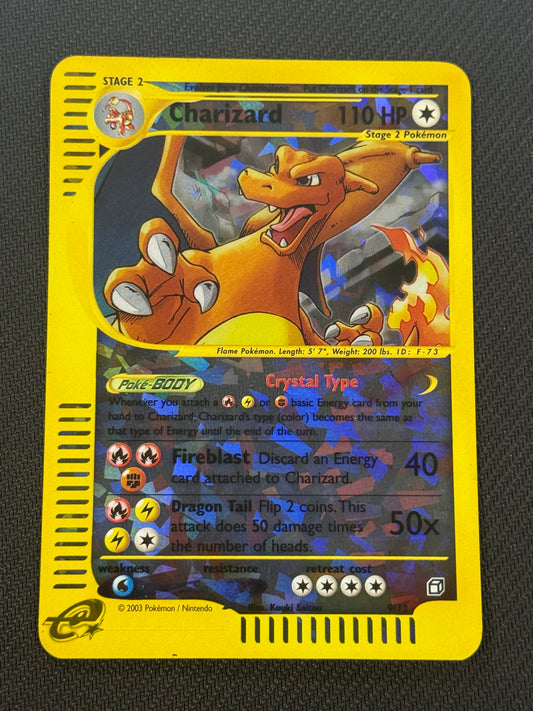 STAGE 2
Evolves from Charmeleon Put Charizard on the Stage 1 card
Charizard 110 HP
Stage 2 Pokémon
Flame Pokémon. Length: 5' 7", Weight: 200 lbs. ID: F-73
Poké-BODY Crystal Type
Whenever you attach a or basic Energy card from your
hand to Charizard, Charizard's type (color) becomes the same as
that type of Energy until the end of the turn.
Fireblast Discard an Energy 40
card attached to Charizard.
Dragon Tail Flip 2 coins. This 50x
attack does 50 damage times
the number of heads.
weakness resistance retreat cost
© 2003 Pokémon / Nintendo Illus. Kouki Saitou
e